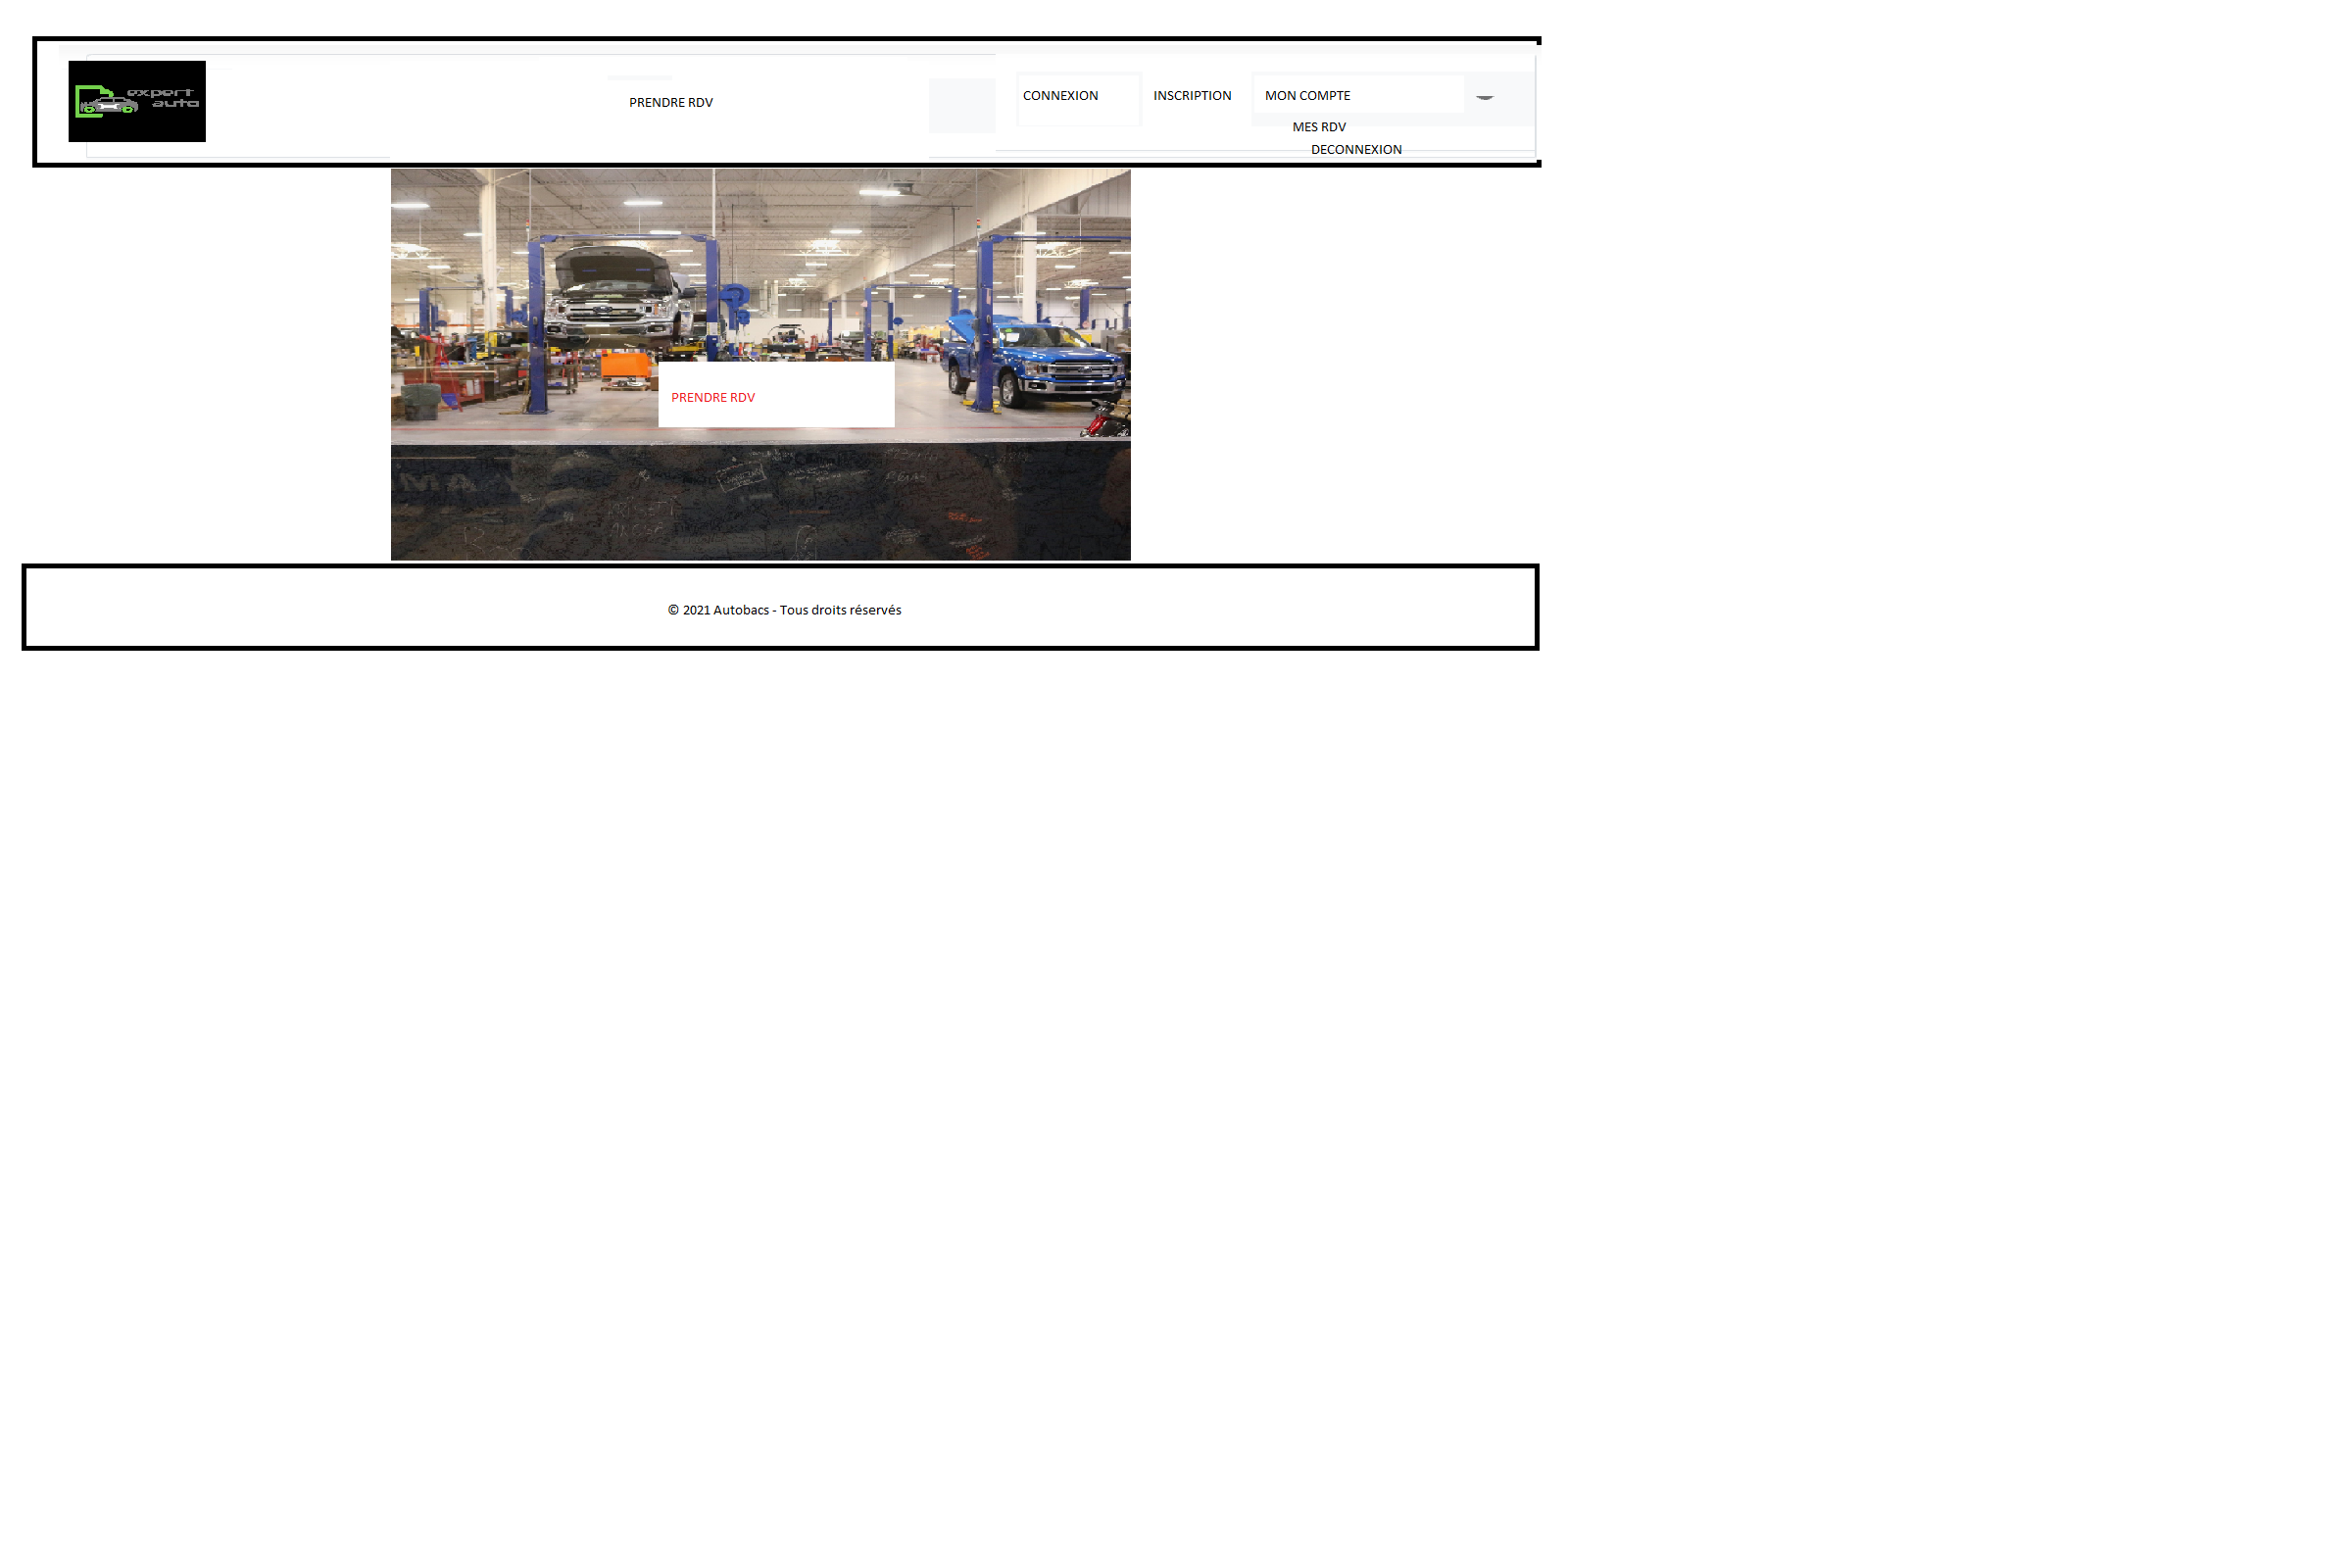 expert
auto
PRENDRE RDV
CONNEXION
INSCRIPTION
MON COMPTE
MES RDV
DECONNEXION
PRENDRE RDV
© 2021 Autobacs - Tous droits réservés